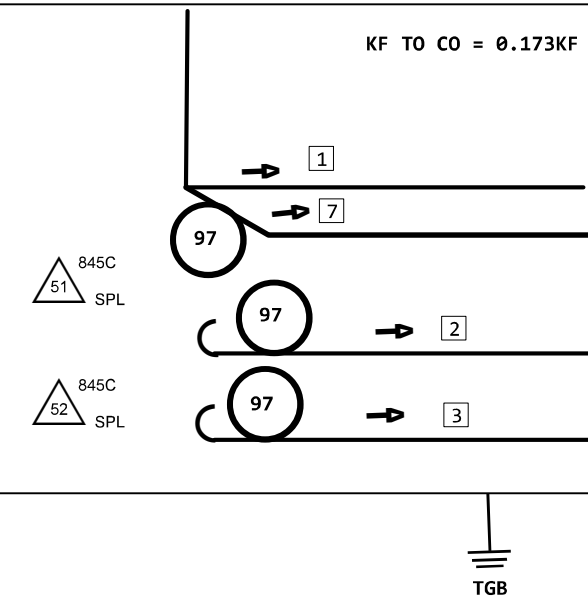 KF TO CO = 0.173KF
1
7
97
845C
51
SPL
97
2
845C
97
52
3
SPL
TGB